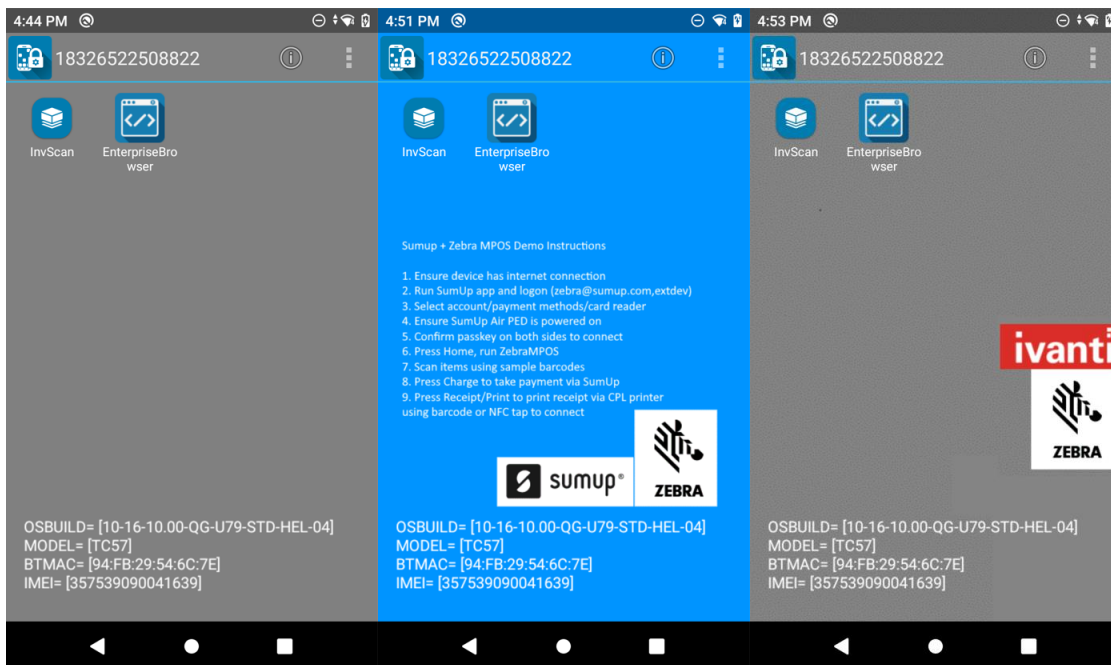 4:44 PM
18326522508822
InvScan
EnterpriseBro
wser
OSBUILD= [10-16-10.00-QG-U79-STD-HEL-04]
MODEL= [TC57]
BTMAC= [94:FB:29:54:6C:7E]
IMEI= [357539090041639]
4:51 PM
18326522508822
InvScan
EnterpriseBro
wser
Sumup + Zebra MPOS Demo Instructions
1. Ensure device has internet connection
2. Run SumUp app and logon (zebra@sumup.com,extdev)
3. Select account/payment methods/card reader
4. Ensure SumUp Air PED is powered on
5. Confirm passkey on both sides to connect
6. Press Home, run ZebraMPOS
7. Scan items using sample barcodes
8. Press Charge to take payment via SumUp
9. Press Receipt/Print to print receipt via CPL printer
using barcode or NFC tap to connect
sumup®
ZEBRA
OSBUILD= [10-16-10.00-QG-U79-STD-HEL-04]
MODEL= [TC57]
BTMAC= [94:FB:29:54:6C:7E]
IMEI= [357539090041639]
4:53 PM
18326522508822
InvScan
EnterpriseBro
wser
ivanti
ZEBRA
OSBUILD= [10-16-10.00-QG-U79-STD-HEL-04]
MODEL= [TC57]
BTMAC= [94:FB:29:54:6C:7E]
IMEI= [357539090041639]